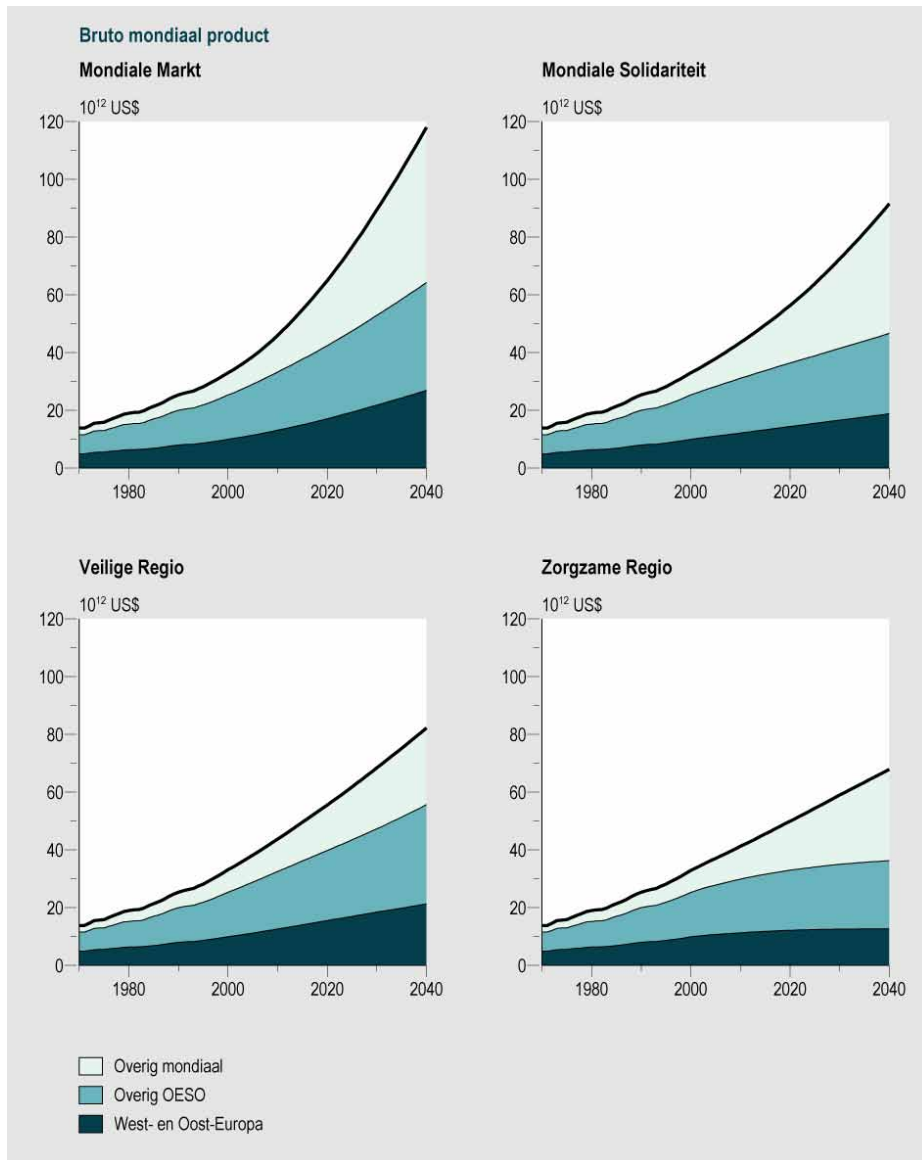 Bruto mondiaal product
Mondiale Markt
10¹² US$
120
100
80
60
40
20
0
1980 2000 2020 2040
Mondiale Solidariteit
10¹² US$
120
100
80
60
40
20
0
1980 2000 2020 2040
Veilige Regio
10¹² US$
120
100
80
60
40
20
0
1980 2000 2020 2040
Zorgzame Regio
10¹² US$
120
100
80
60
40
20
0
1980 2000 2020 2040
Overig mondiaal
Overig OESO
West- en Oost-Europa